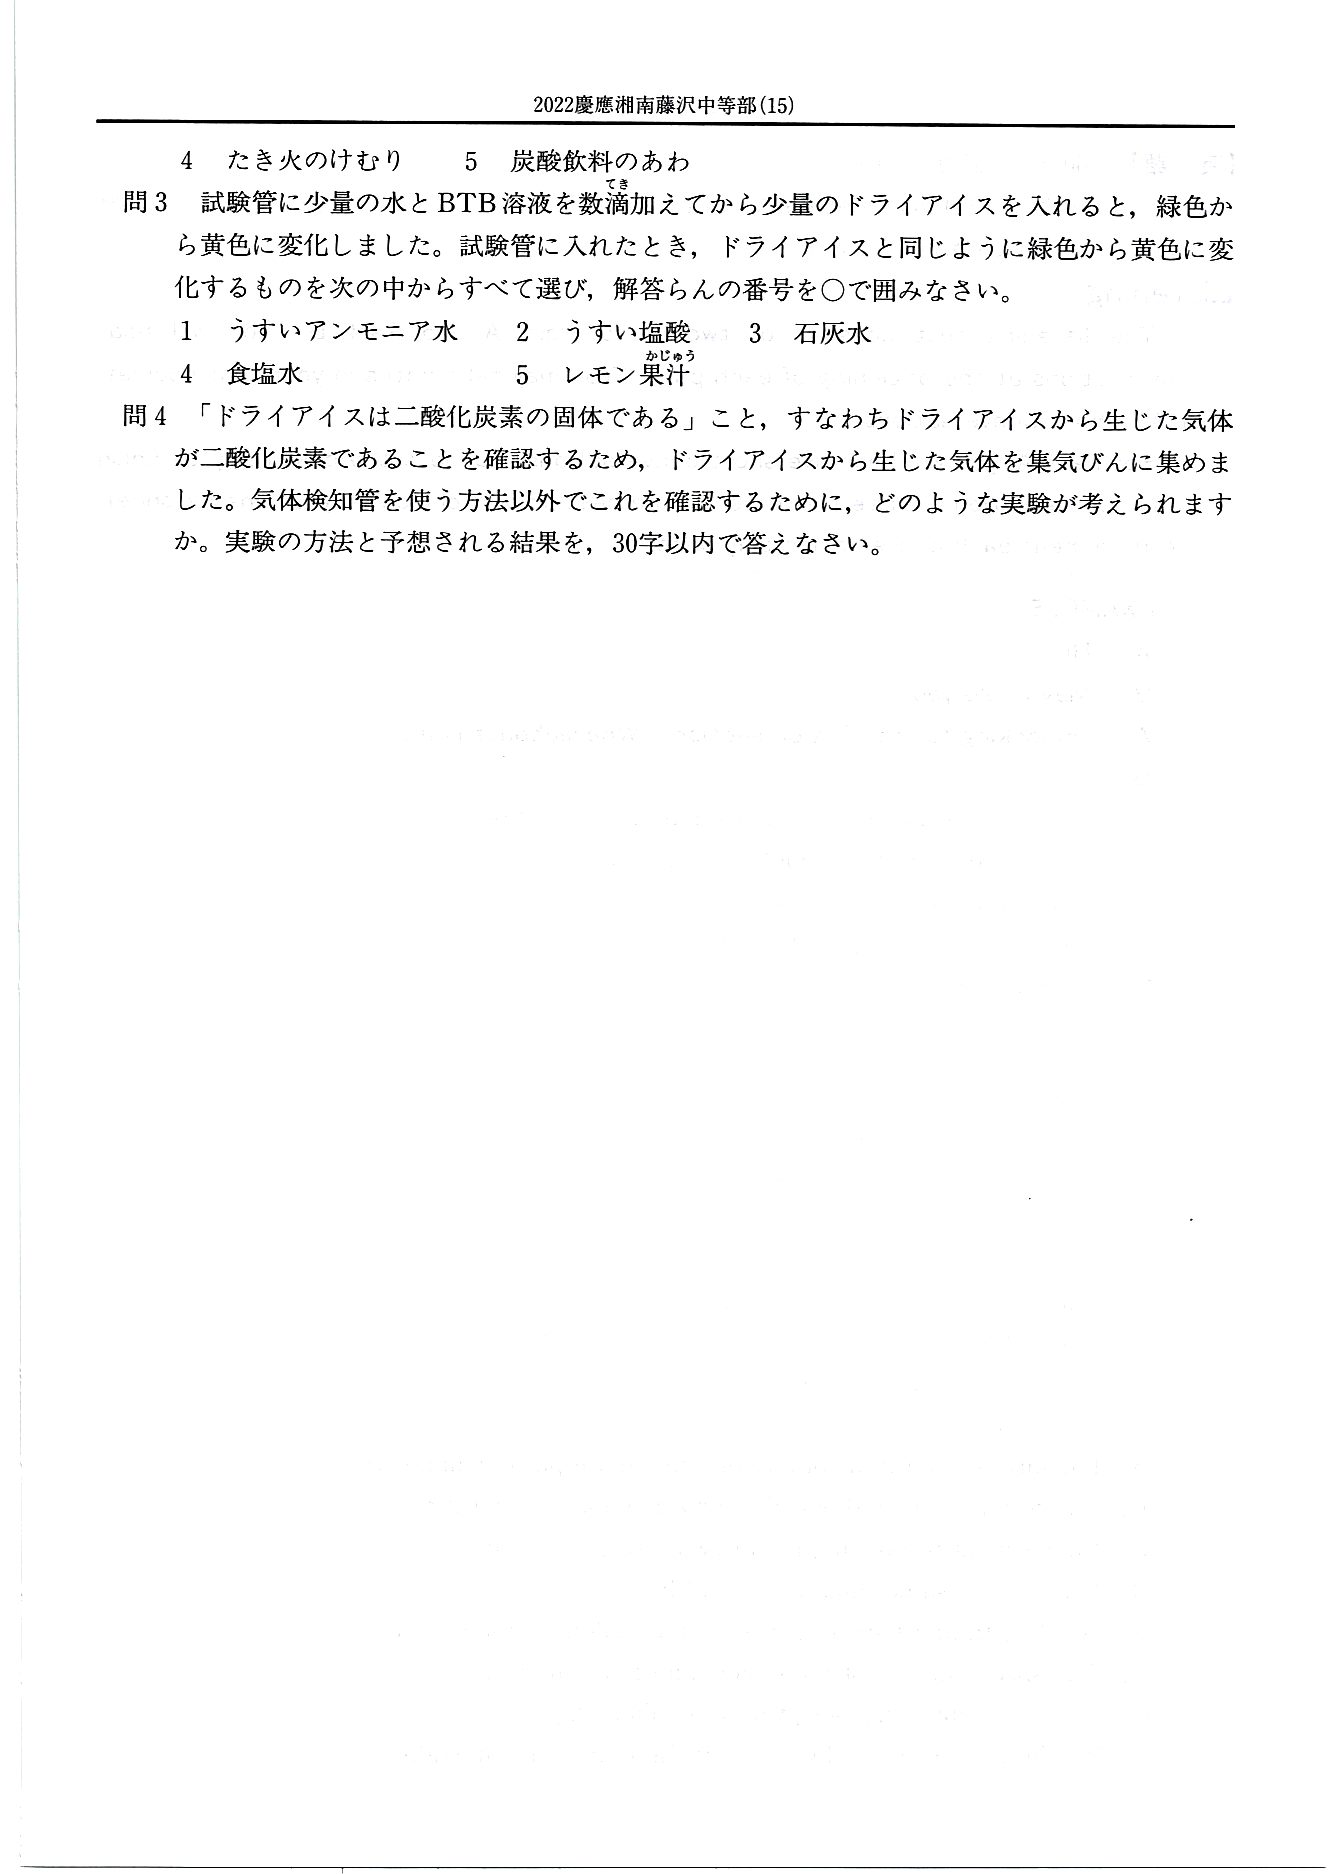 2022慶應湘南藤沢中等部(15)
4 たき火のけむり 5 炭酸飲料のあわ
問3 試験管に少量の水とBTB溶液を数滴加えてから少量のドライアイスを入れると，緑色か
てき
ら黄色に変化しました。試験管に入れたとき，ドライアイスと同じように緑色から黄色に変
化するものを次の中からすべて選び，解答らんの番号を○で囲みなさい。
1 うすいアンモニア水 2 うすい塩酸 3 石灰水
かじゅう
4 食塩水 5 レモン果汁
問4 「ドライアイスは二酸化炭素の固体である」こと，すなわちドライアイスから生じた気体
が二酸化炭素であることを確認するため，ドライアイスから生じた気体を集気びんに集めま
した。気体検知管を使う方法以外でこれを確認するために，どのような実験が考えられます
か。実験の方法と予想される結果を，30字以内で答えなさい。